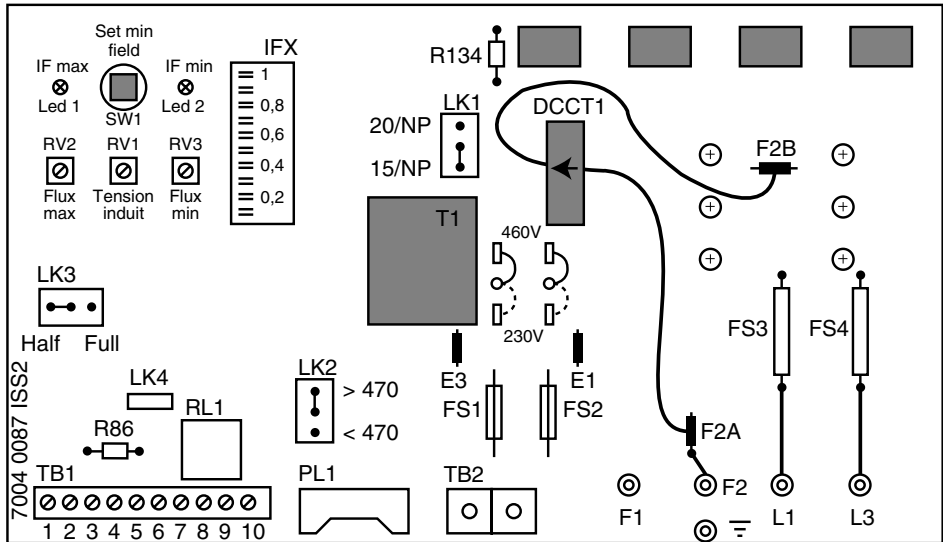 Set min
field
IF max
IF min
Led 1
Led 2
SW1
RV2
RV1
RV3
Flux
max
Tension
induit
Flux
min
IFX
1
0,8
0,6
0,4
0,2
R134
LK1
20/NP
15/NP
DCCT1
F2B
T1
460V
230V
LK3
Half
Full
FS3
FS4
E3
E1
LK2
> 470
< 470
FS1
FS2
LK4
RL1
R86
F2A
7004 0087 ISS2
TB1
1 2 3 4 5 6 7 8 9 10
PL1
TB2
F1
F2
L1
L3